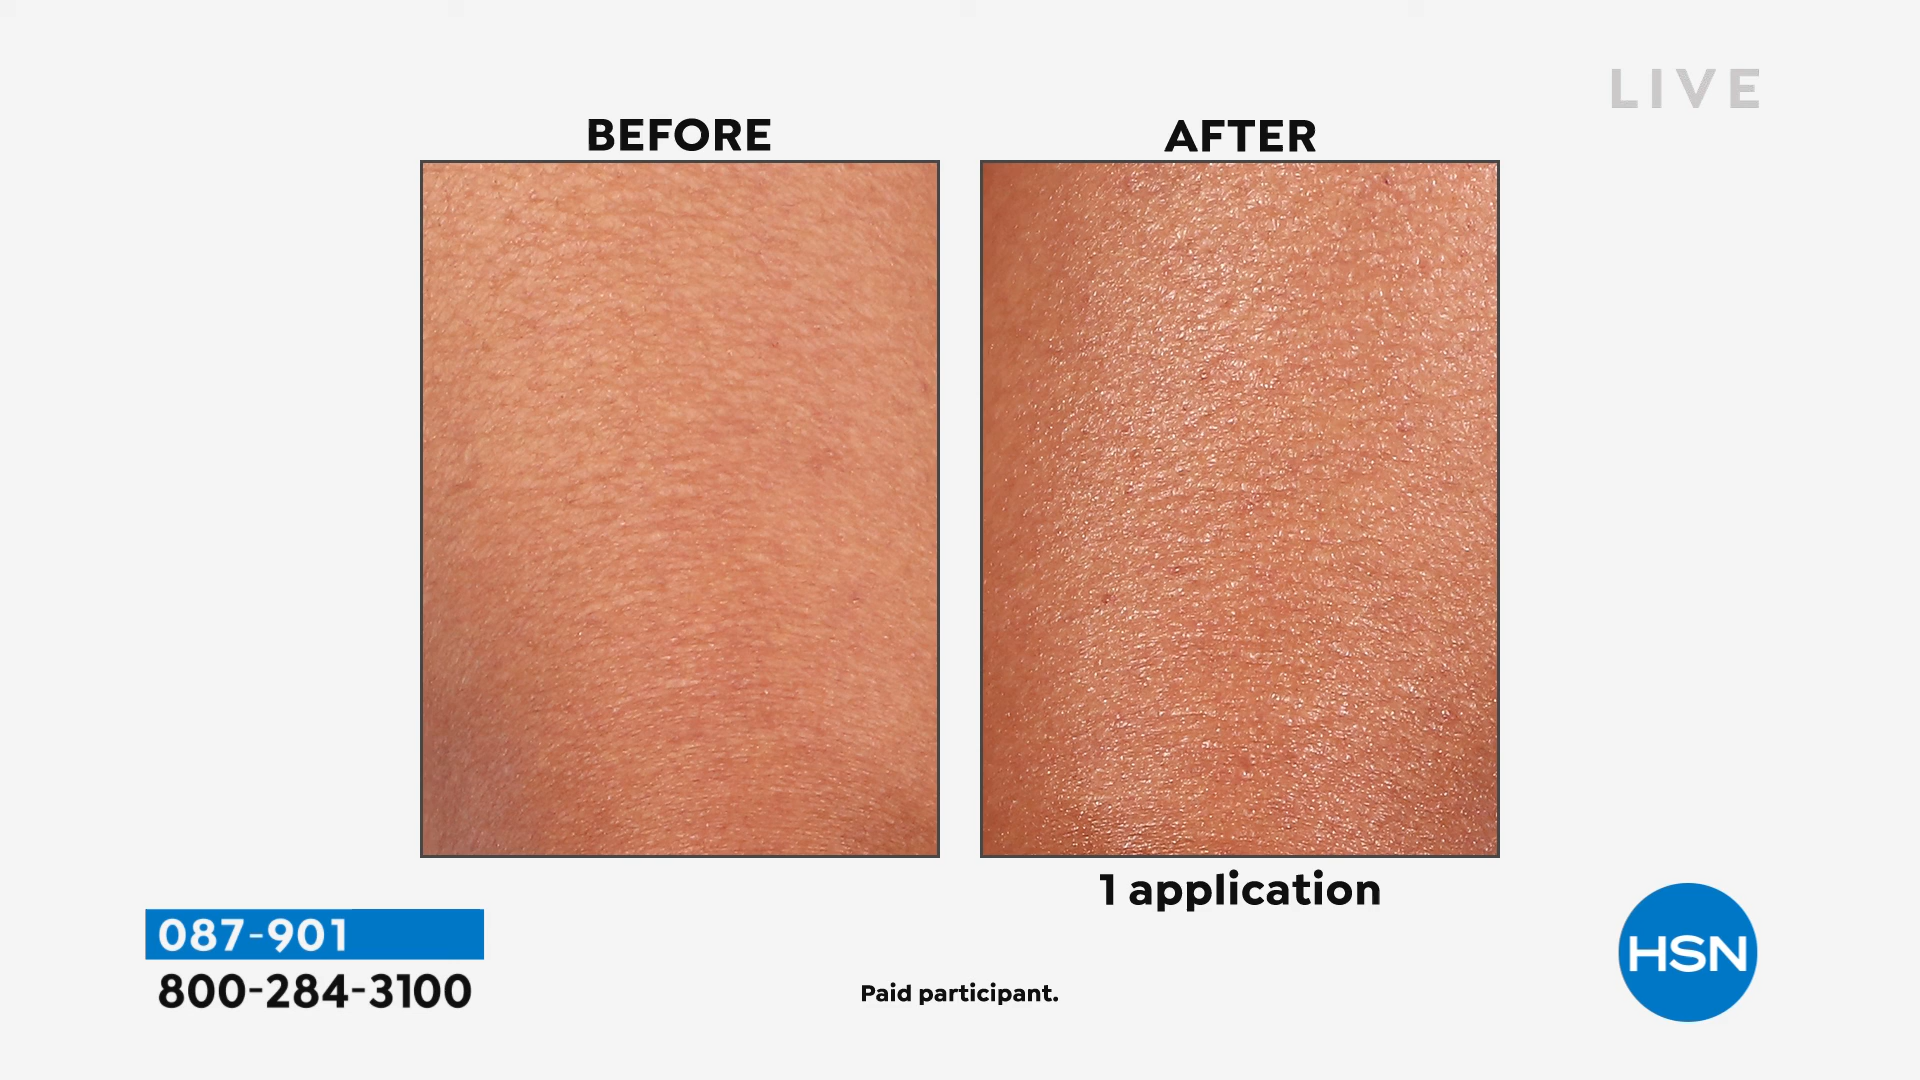 LIVE
BEFORE
AFTER
1 application
087-901
800-284-3100
Paid participant.
HSN